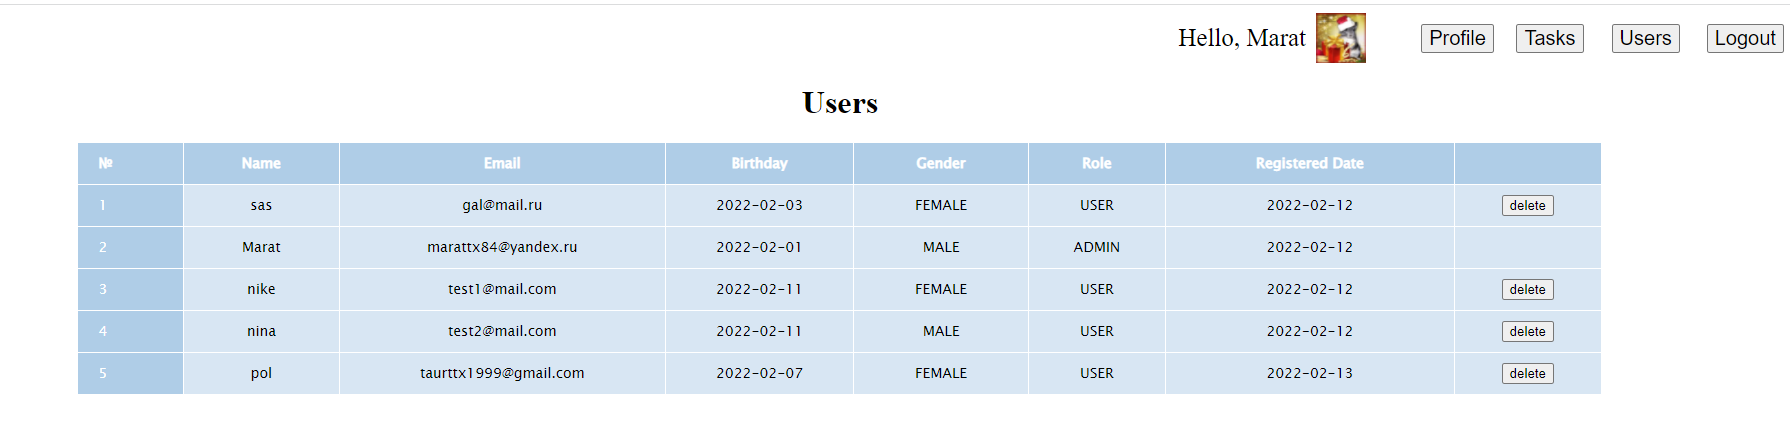 Hello, Marat Profile Tasks Users Logout
Users
№ Name Email Birthday Gender Role Registered Date
1 sas gal@mail.ru 2022-02-03 FEMALE USER 2022-02-12 delete
2 Marat marattx84@yandex.ru 2022-02-01 MALE ADMIN 2022-02-12
3 nike test1@mail.com 2022-02-11 FEMALE USER 2022-02-12 delete
4 nina test2@mail.com 2022-02-11 MALE USER 2022-02-12 delete
5 pol taurttx1999@gmail.com 2022-02-07 FEMALE USER 2022-02-13 delete